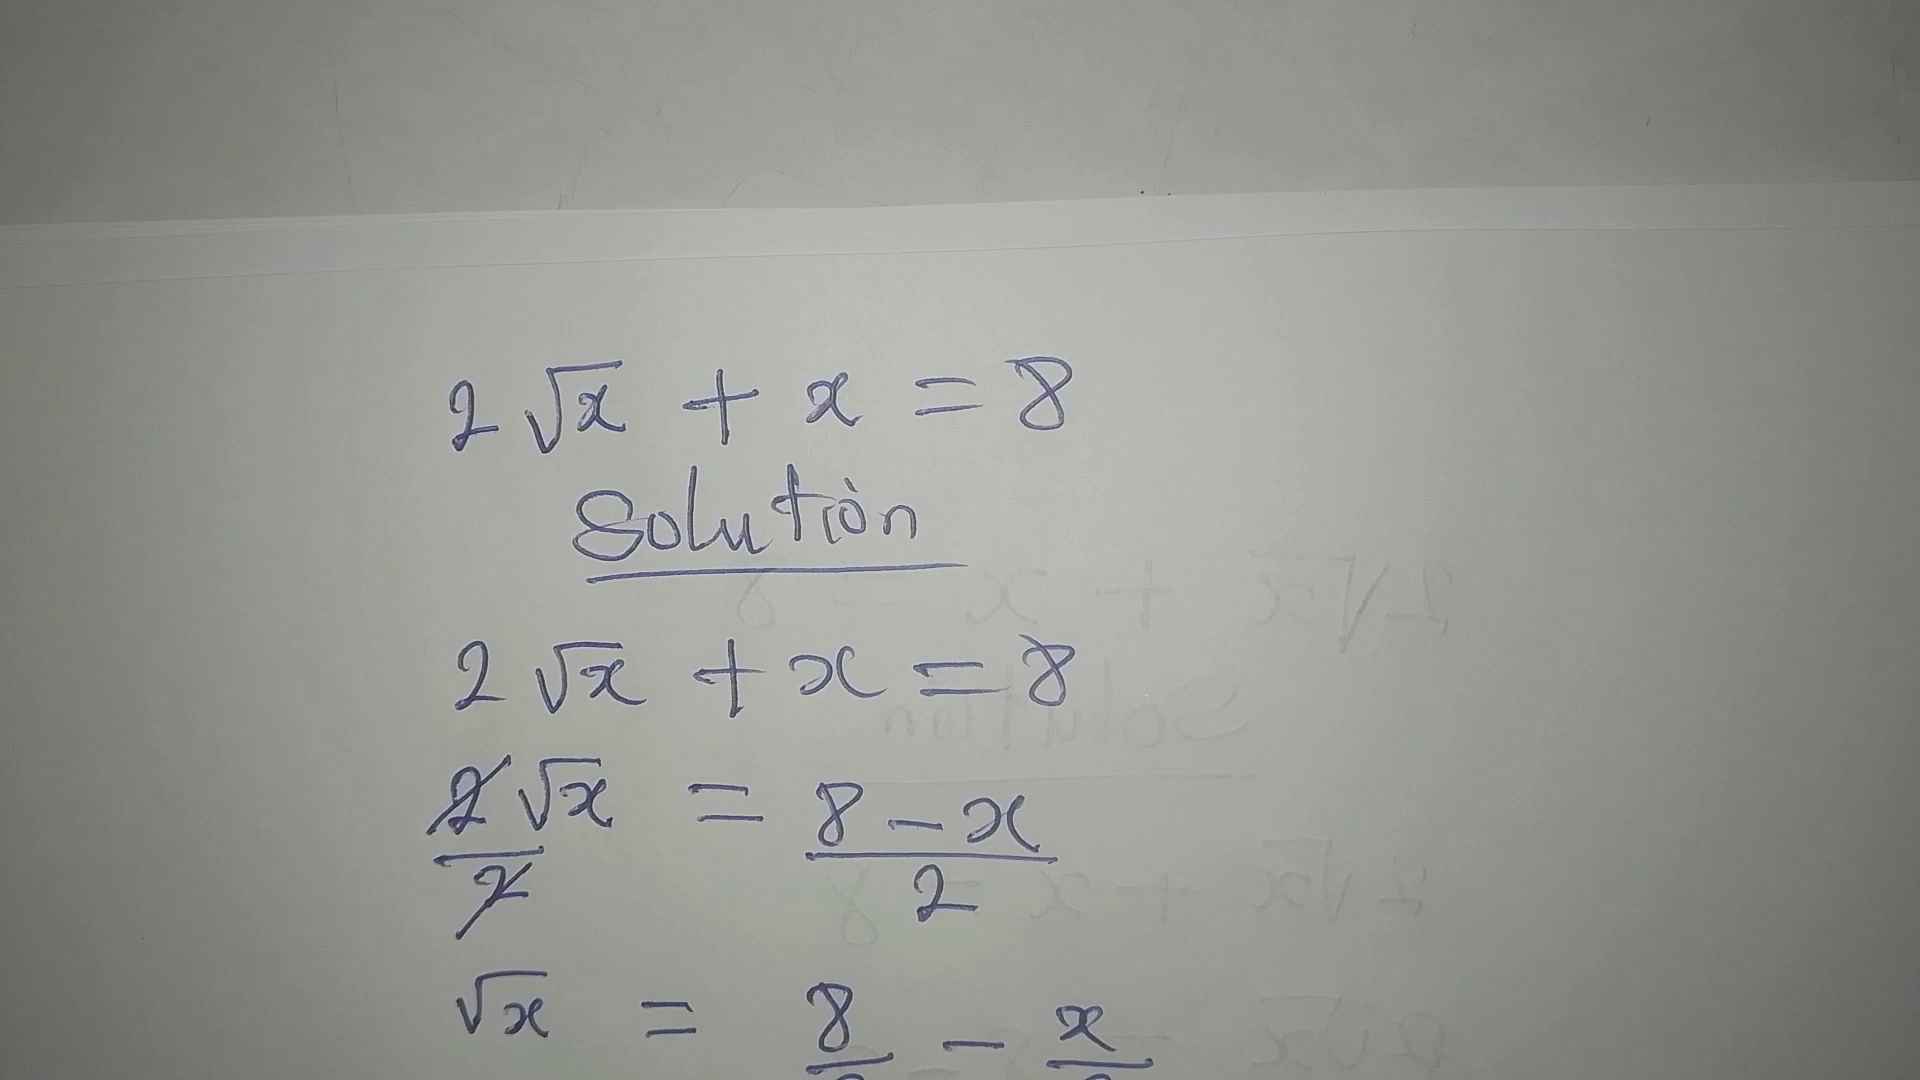 2√x + x = 8
Solution
2√x + x = 8
2√x/2 = 8 - x/2
√x = 8/ - x/